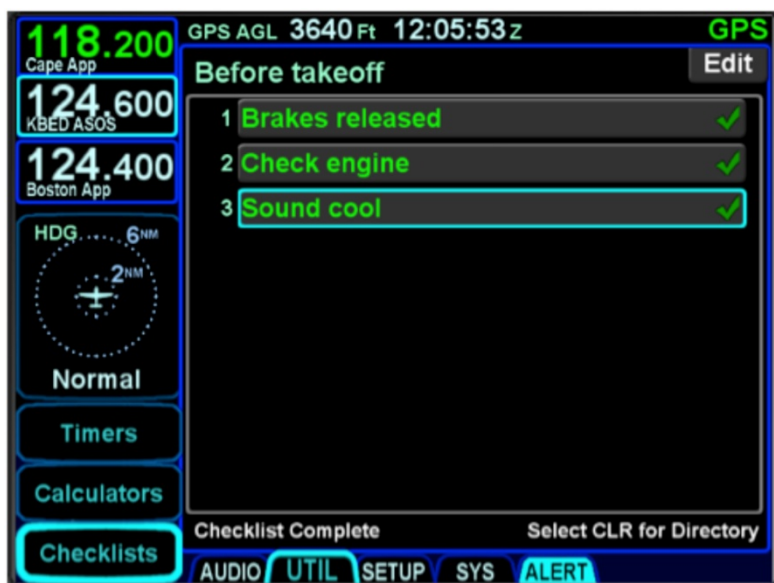 118.200
Cape App
124.600
KBED ASOS
124.400
Boston App
HDG 6NM
2NM
Normal
Timers
Calculators
Checklists
GPS AGL 3640 Ft 12:05:53 Z GPS
Before takeoff Edit
1 Brakes released
2 Check engine
3 Sound cool
Checklist Complete Select CLR for Directory
AUDIO UTIL SETUP SYS ALERT